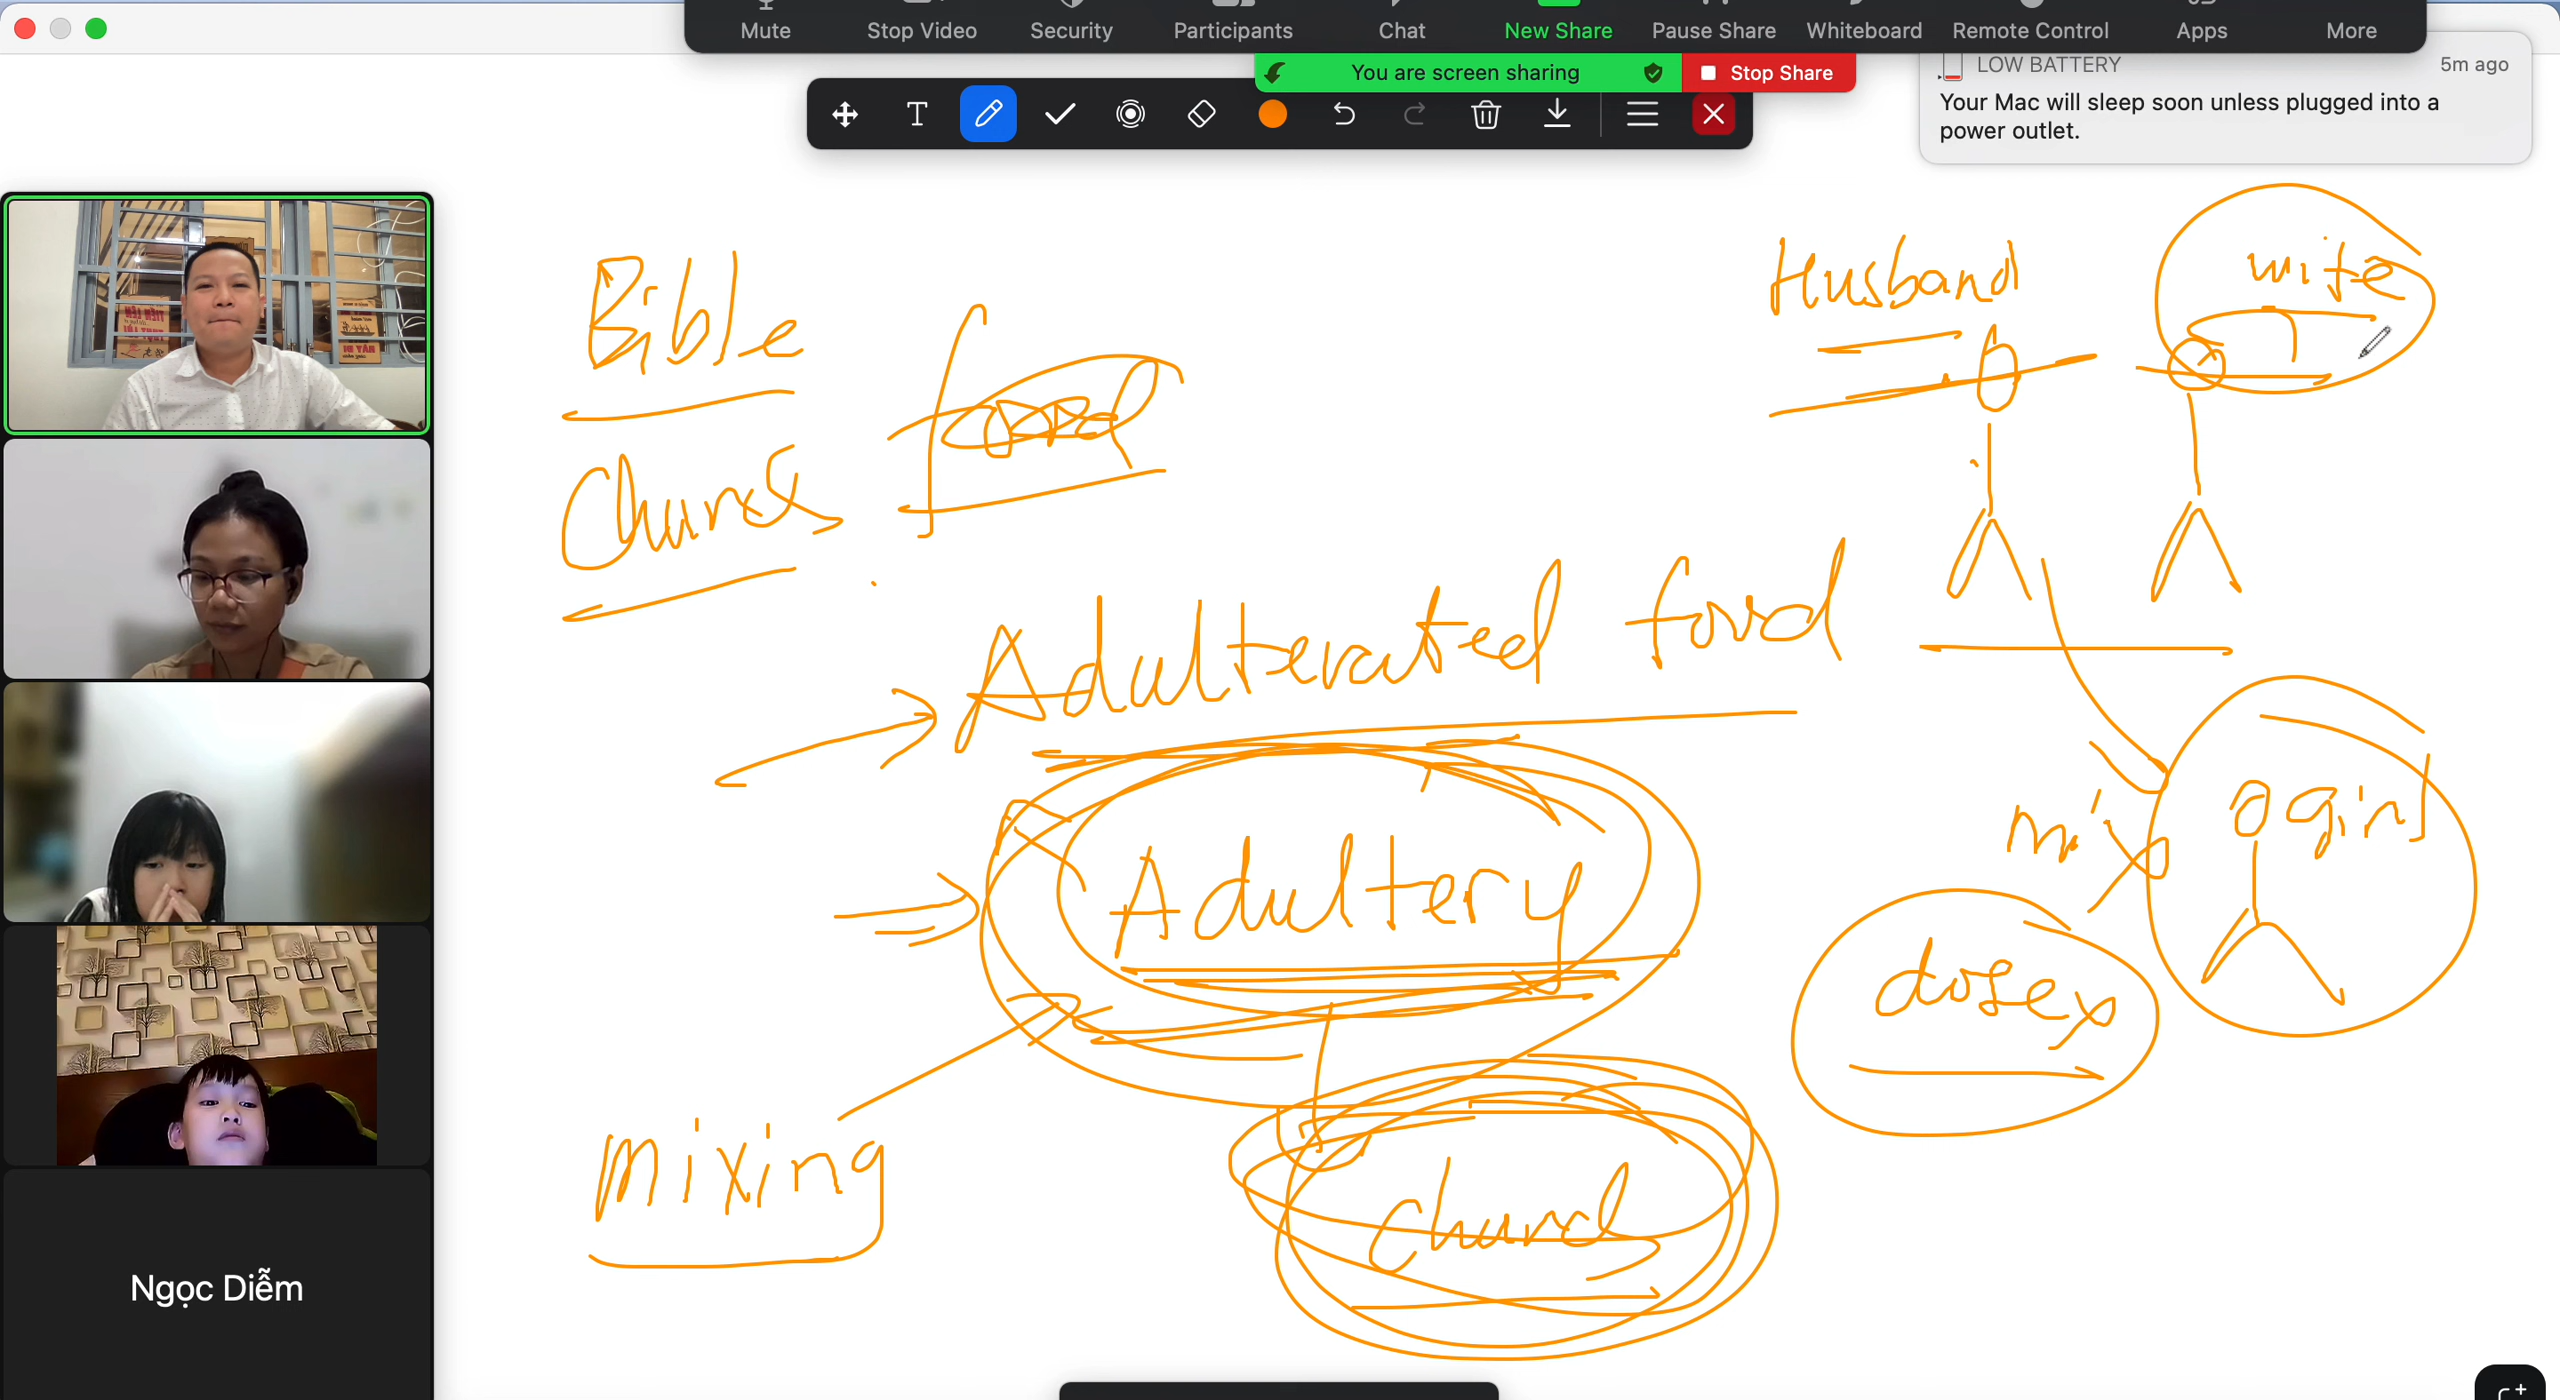 Mute Stop Video Security Participants Chat New Share Pause Share Whiteboard Remote Control Apps More
You are screen sharing Stop Share
LOW BATTERY 5m ago
Your Mac will sleep soon unless plugged into a
power outlet.
T
Bible
Church
food
Husband
wife
Adulterated food
Adultery
mix
a girl
mixing
church
Ngọc Diễm